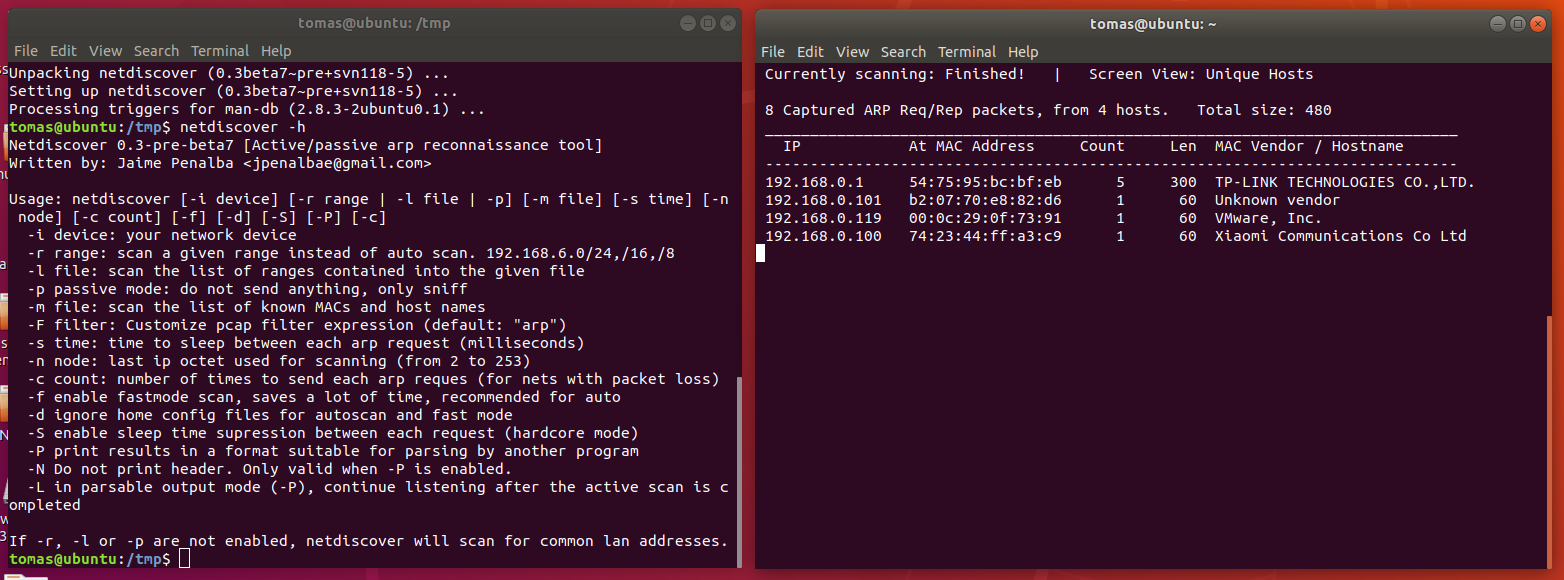 tomas@ubuntu: /tmp
File Edit View Search Terminal Help
Unpacking netdiscover (0.3beta7~pre+svn118-5) ...
Setting up netdiscover (0.3beta7~pre+svn118-5) ...
Processing triggers for man-db (2.8.3-2ubuntu0.1) ...
tomas@ubuntu:/tmp$ netdiscover -h
Netdiscover 0.3-pre-beta7 [Active/passive arp reconnaissance tool]
Written by: Jaime Penalba <jpenalbae@gmail.com>
Usage: netdiscover [-i device] [-r range | -l file | -p] [-m file] [-s time] [-n
 node] [-c count] [-f] [-d] [-S] [-P] [-c]
  -i device: your network device
  -r range: scan a given range instead of auto scan. 192.168.6.0/24,/16,/8
  -l file: scan the list of ranges contained into the given file
  -p passive mode: do not send anything, only sniff
  -m file: scan the list of known MACs and host names
  -F filter: Customize pcap filter expression (default: "arp")
  -s time: time to sleep between each arp request (milliseconds)
  -n node: last ip octet used for scanning (from 2 to 253)
  -c count: number of times to send each arp reques (for nets with packet loss)
  -f enable fastmode scan, saves a lot of time, recommended for auto
  -d ignore home config files for autoscan and fast mode
  -S enable sleep time supression between each request (hardcore mode)
  -P print results in a format suitable for parsing by another program
  -N Do not print header. Only valid when -P is enabled.
  -L in parsable output mode (-P), continue listening after the active scan is c
ompleted
If -r, -l or -p are not enabled, netdiscover will scan for common lan addresses.
tomas@ubuntu:/tmp$
tomas@ubuntu: ~
File Edit View Search Terminal Help
Currently scanning: Finished!   |   Screen View: Unique Hosts
8 Captured ARP Req/Rep packets, from 4 hosts.   Total size: 480
_____________________________________________________________________________
  IP            At MAC Address     Count     Len  MAC Vendor / Hostname
-----------------------------------------------------------------------------
192.168.0.1     54:75:95:bc:bf:eb      5     300  TP-LINK TECHNOLOGIES CO.,LTD.
192.168.0.101   b2:07:70:e8:82:d6      1      60  Unknown vendor
192.168.0.119   00:0c:29:0f:73:91      1      60  VMware, Inc.
192.168.0.100   74:23:44:ff:a3:c9      1      60  Xiaomi Communications Co Ltd